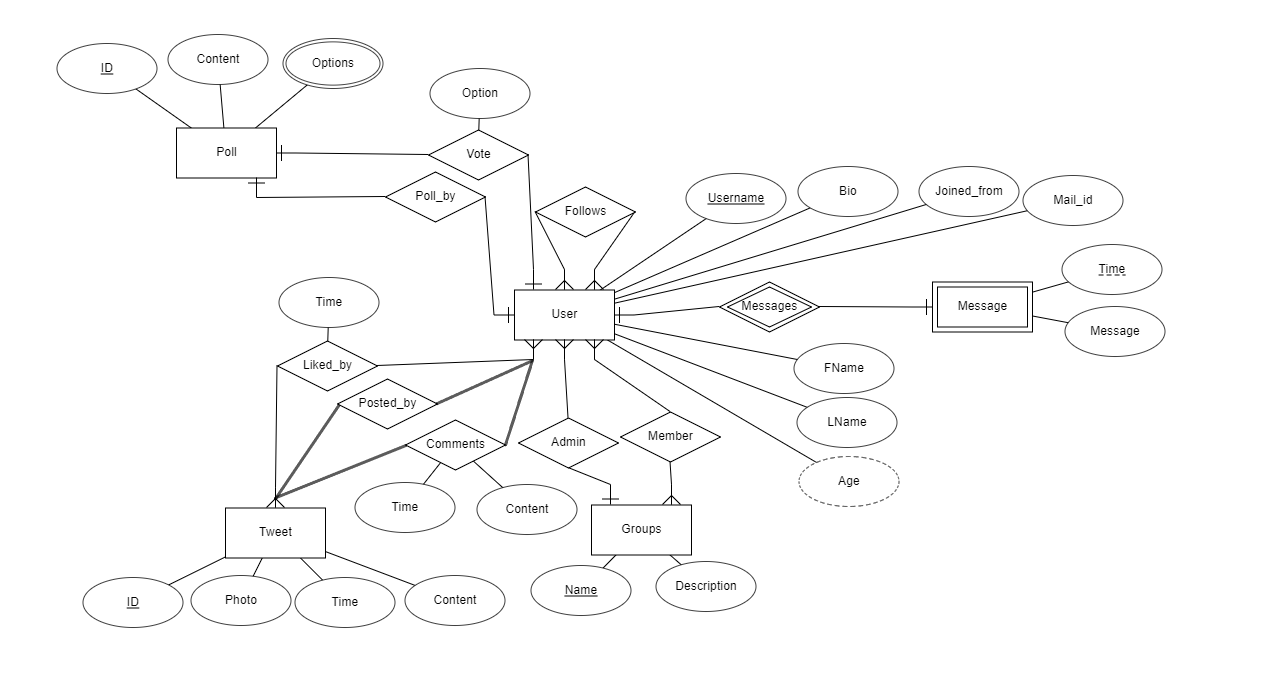 ID
Content
Options
Option
Poll
Vote
Poll_by
Follows
Username
Bio
Joined_from
Mail_id
Time
User
Messages
Message
Message
Time
Liked_by
FName
Posted_by
LName
Comments
Admin
Member
Age
Time
Content
Tweet
Groups
ID
Photo
Time
Content
Name
Description